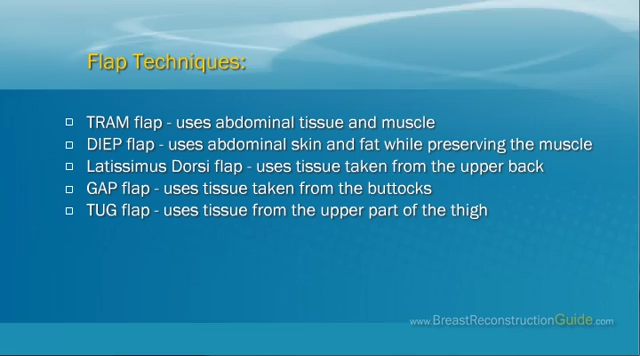 Flap Techniques:
TRAM flap - uses abdominal tissue and muscle
DIEP flap - uses abdominal skin and fat while preserving the muscle
Latissimus Dorsi flap - uses tissue taken from the upper back
GAP flap - uses tissue taken from the buttocks
TUG flap - uses tissue from the upper part of the thigh
www.BreastReconstructionGuide.com